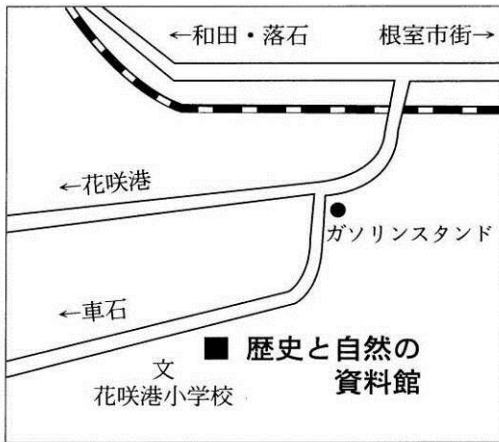 ←和田・落石
根室市街→
←花咲港
ガソリンスタンド
←車石
■ 歴史と自然の
資料館
文
花咲港小学校